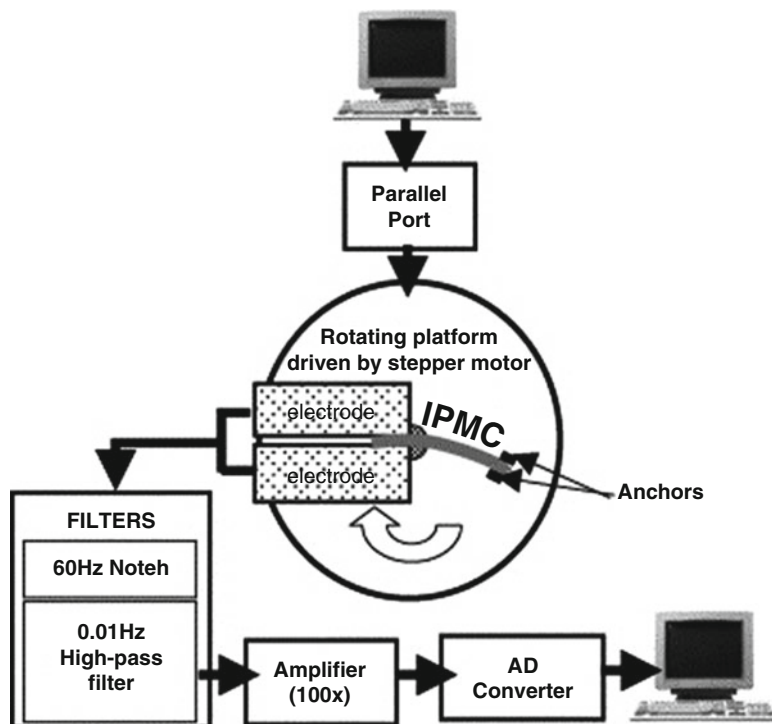 Parallel
Port
Rotating platform
driven by stepper motor
electrode
IPMC
electrode
Anchors
FILTERS
60Hz Noteh
0.01Hz
High-pass
filter
Amplifier
(100x)
AD
Converter